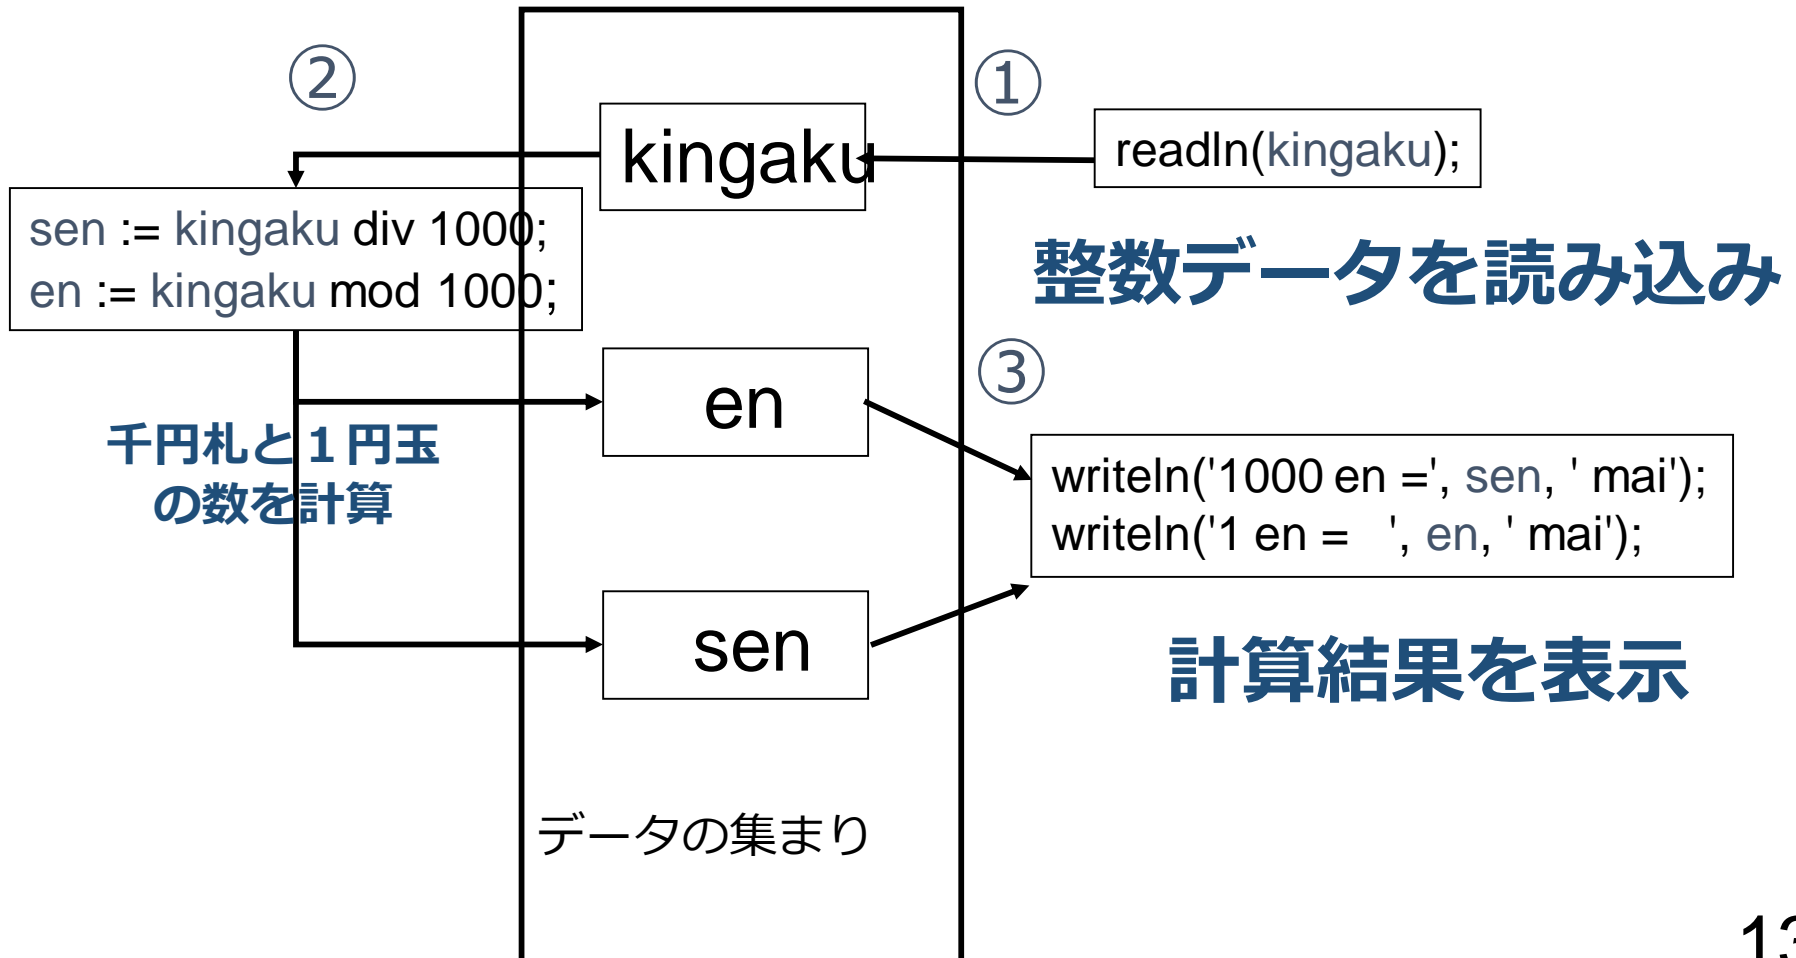 ①
readln(kingaku);
整数データを読み込み
②
kingaku
sen := kingaku div 1000;
en := kingaku mod 1000;
千円札と１円玉
の数を計算
en
sen
③
writeln('1000 en =', sen, ' mai');
writeln('1 en =   ', en, ' mai');
計算結果を表示
データの集まり